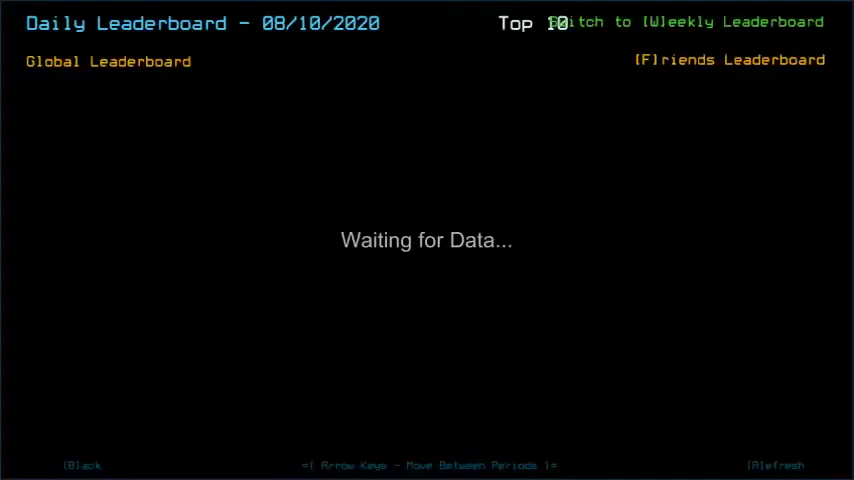 Daily Leaderboard - 08/10/2020 Top 10 Switch to [W]eekly Leaderboard
Global Leaderboard [F]riends Leaderboard
Waiting for Data...
[B]ack =[ Arrow Keys - Move Between Periods ]= [R]efresh